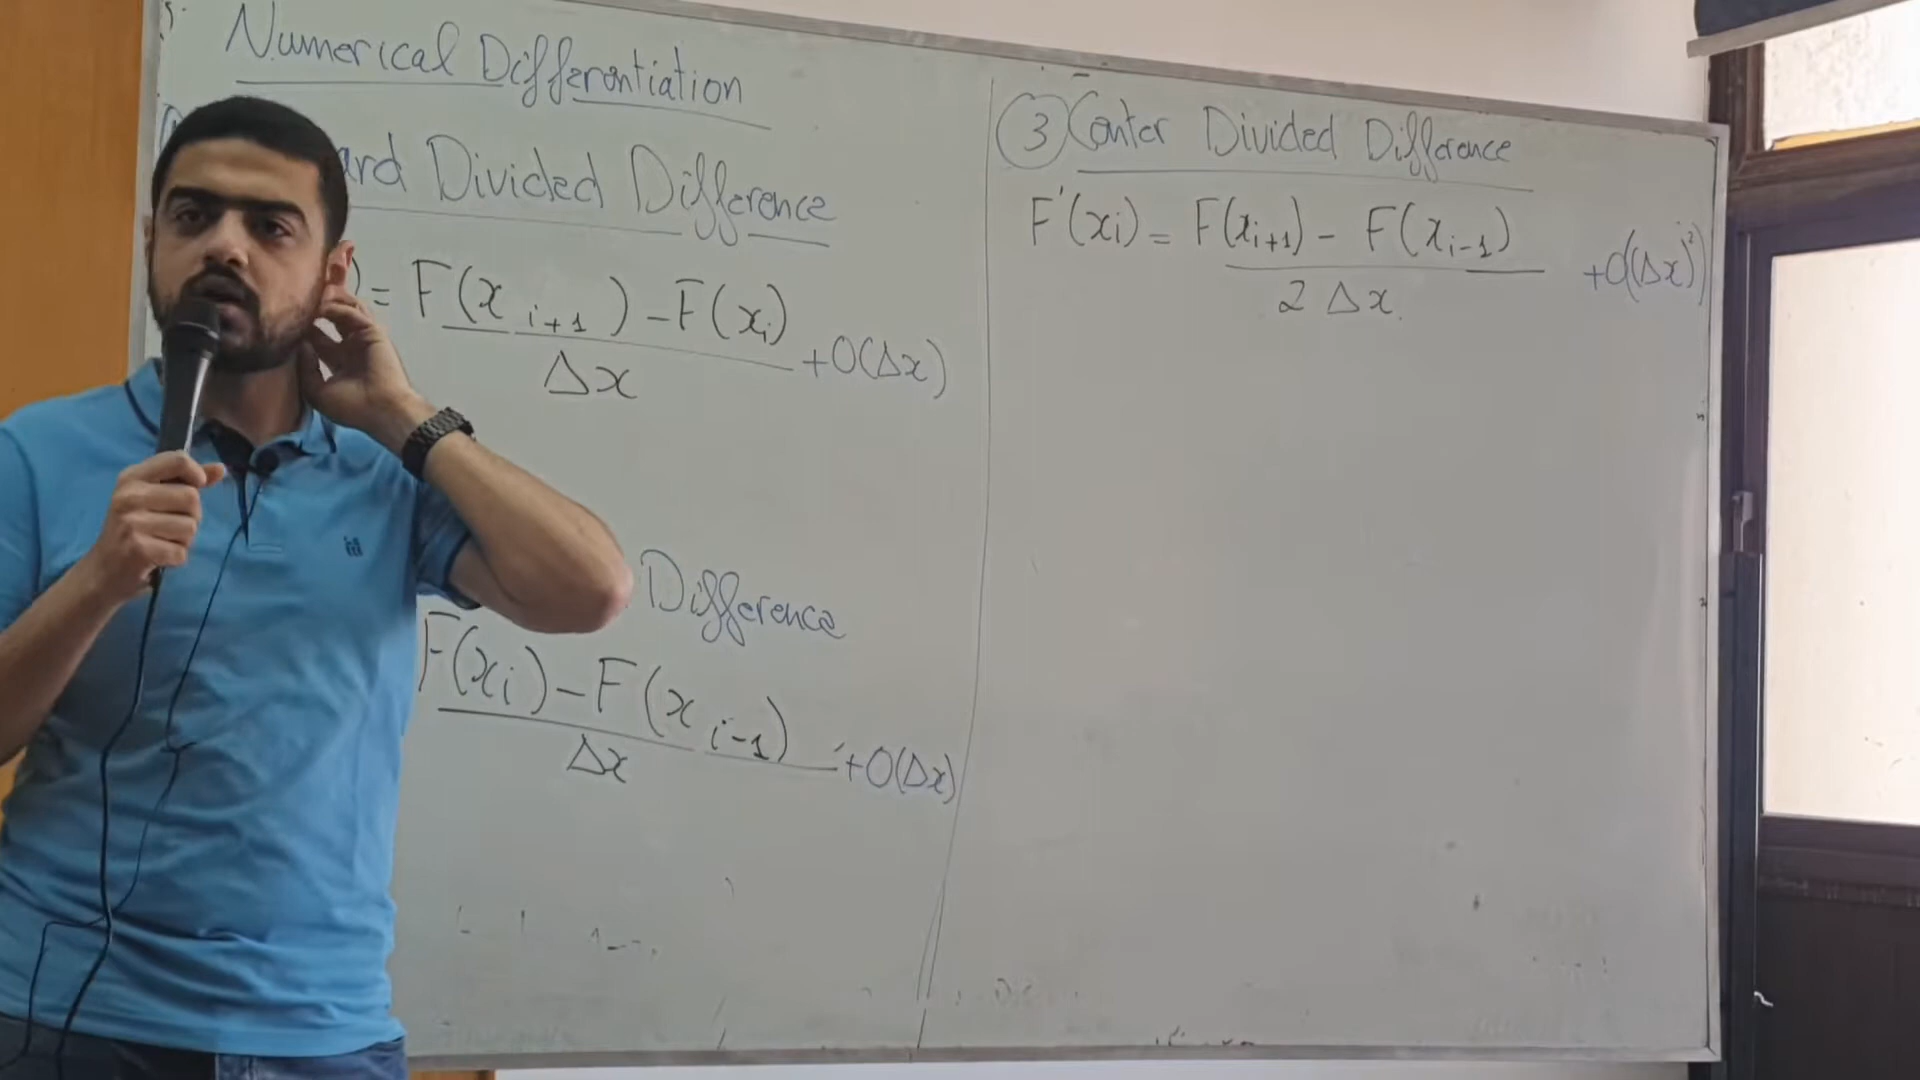 Numerical Differentiation
ard Divided Difference
) = F(x i+1) - F(xi) / Δx + O(Δx)
Difference
F(xi) - F(x i-1) / Δx + O(Δx)
③ Center Divided Difference
F'(xi) = F(xi+1) - F(xi-1) / 2 Δx + O((Δx)²)